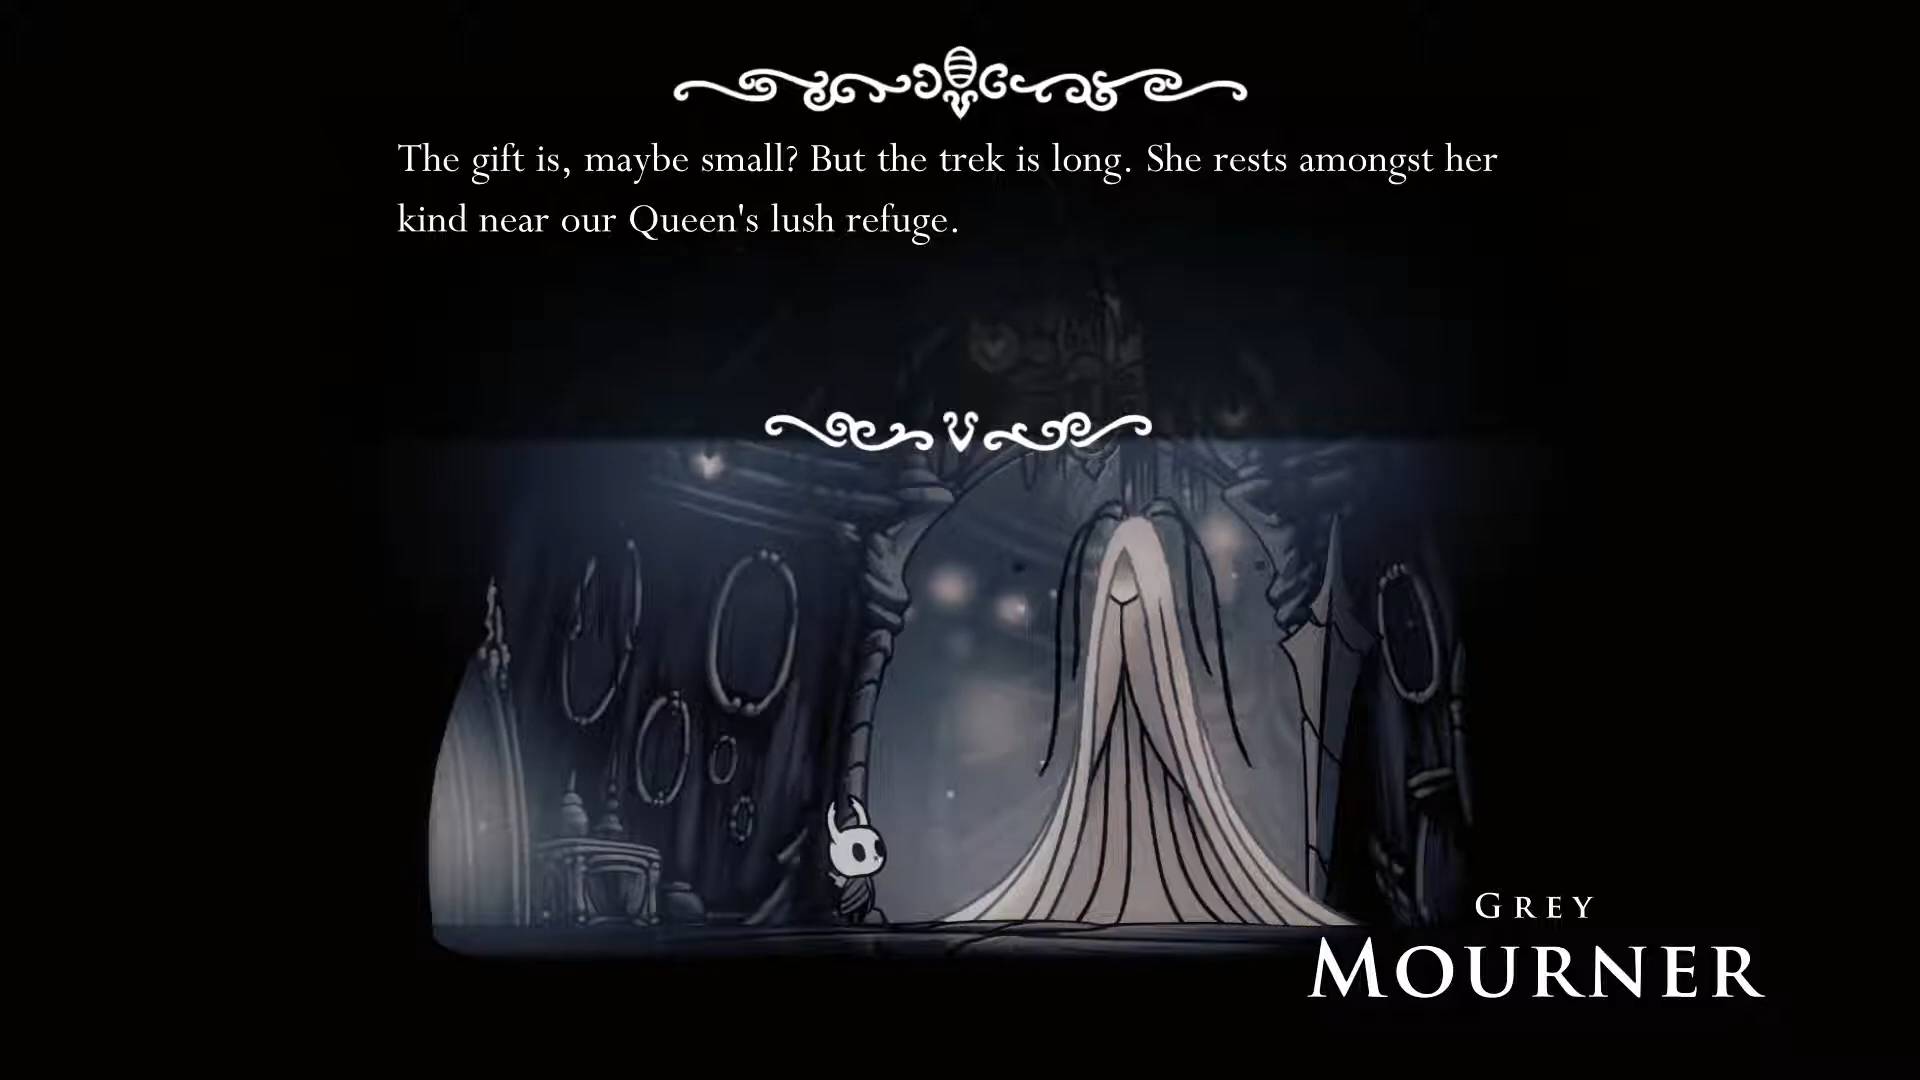 The gift is, maybe small? But the trek is long. She rests amongst her
kind near our Queen's lush refuge.
GREY
MOURNER